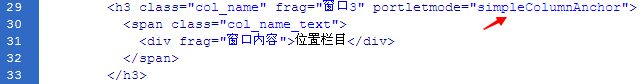 29 <h3 class="col_name" frag="窗口3" portletmode="simpleColumnAnchor">
30 <span class="col_name_text">
31 <div frag="窗口内容">位置栏目</div>
32 </span>
33 </h3>